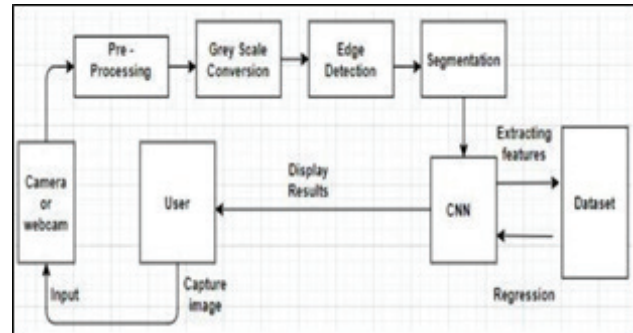 Pre -
Processing
Grey Scale
Conversion
Edge
Detection
Segmentation
Extracting
features
Camera
or
webcam
User
Display
Results
CNN
Dataset
Input
Capture
image
Regression